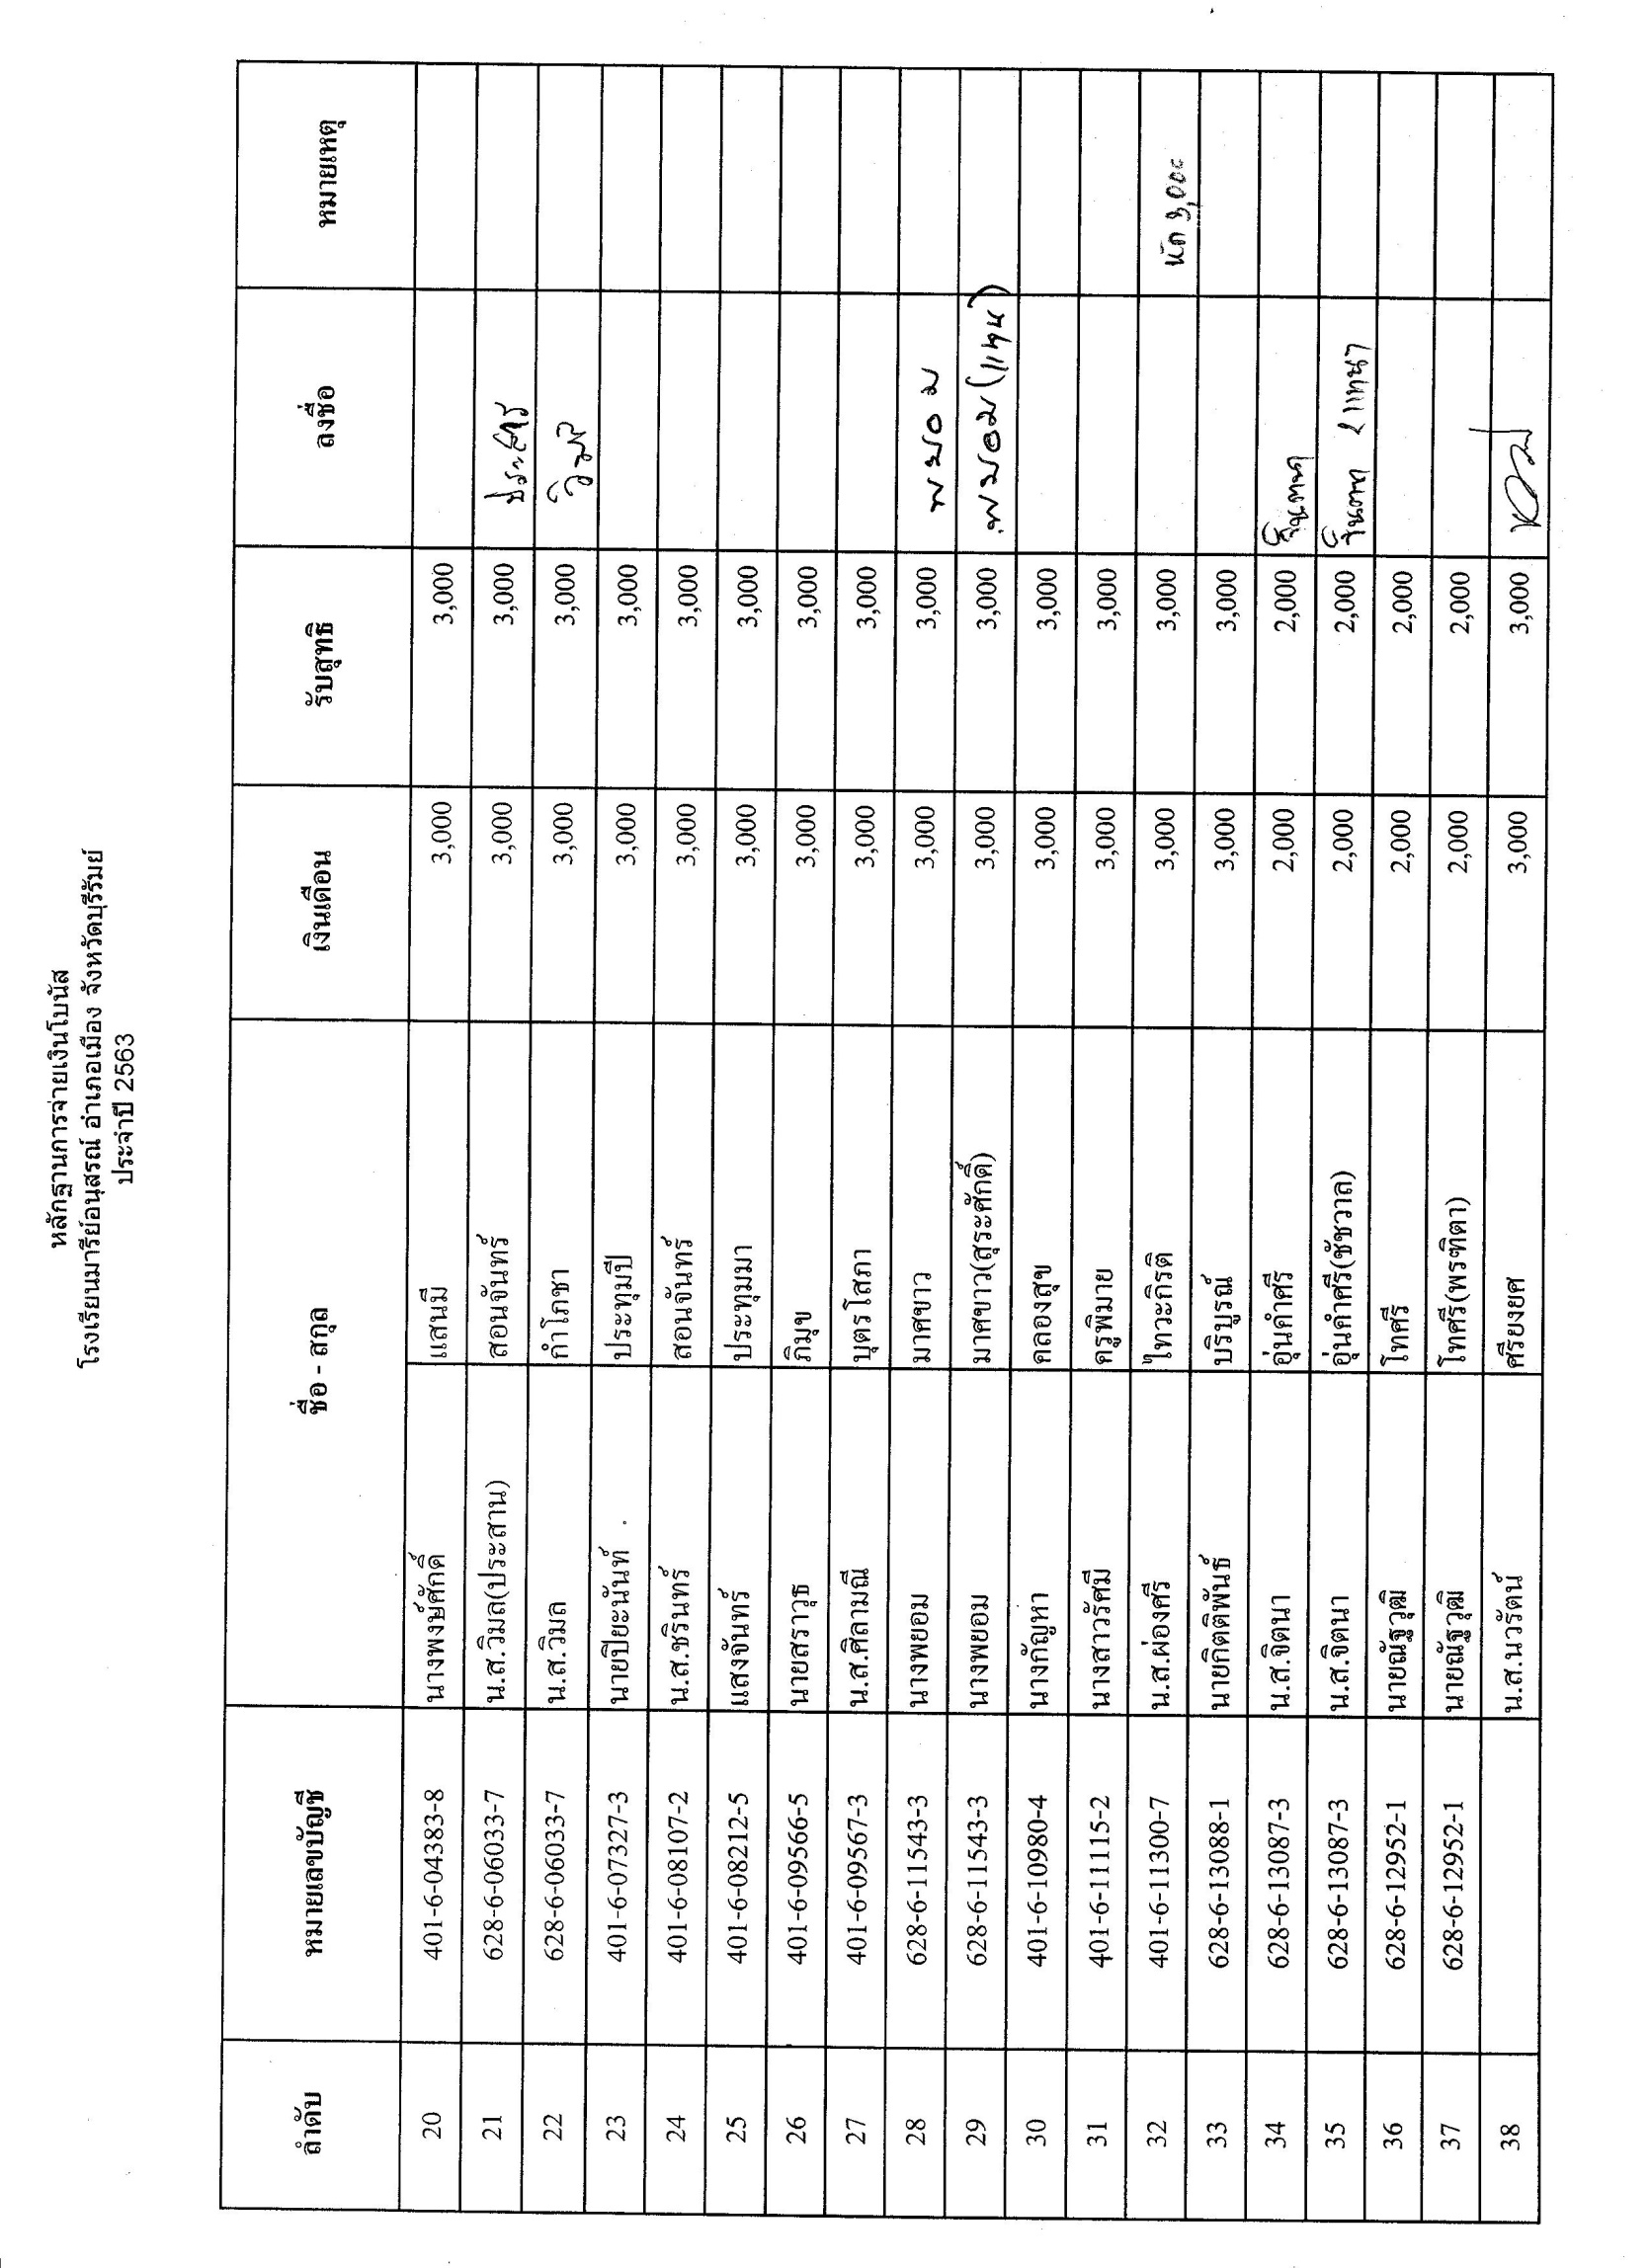 หลักฐานการจ่ายเงินโบนัส
โรงเรียนมารีย์อนุสรณ์ อำเภอเมือง จังหวัดบุรีรัมย์
ประจำปี 2563
ลำดับ หมายเลขบัญชี ชื่อ - สกุล เงินเดือน รับสุทธิ ลงชื่อ หมายเหตุ
20 401-6-04383-8 นางพงษ์ศักดิ์ แสนมี 3,000 3,000
21 628-6-06033-7 น.ส.วิมล(ประสาน) สอนจันทร์ 3,000 3,000 ประสาร
22 628-6-06033-7 น.ส.วิมล กำโภชา 3,000 3,000 วิมล
23 401-6-07327-3 นายปิยะนันท์ . ประทุมปี 3,000 3,000
24 401-6-08107-2 น.ส.ชรินทร์ สอนจันทร์ 3,000 3,000
25 401-6-08212-5 แสงจันทร์ ประทุมมา 3,000 3,000
26 401-6-09566-5 นายสราวุธ ภิมุข 3,000 3,000
27 401-6-09567-3 น.ส.ศิลามณี บุตรโสภา 3,000 3,000
28 628-6-11543-3 นางพยอม มาศขาว 3,000 3,000 พยอม
29 628-6-11543-3 นางพยอม มาศขาว(สุระศักดิ์) 3,000 3,000 พยอม(แทน)
30 401-6-10980-4 นางกัญหา คลองสุข 3,000 3,000
31 401-6-11115-2 นางสาวรัศมี ครูพิมาย 3,000 3,000
32 401-6-11300-7 น.ส.ผ่องศรี ไทวะกิรติ 3,000 3,000 หัก 3,000
33 628-6-13088-1 นายกิตติพันธ์ บริบูรณ์ 3,000 3,000
34 628-6-13087-3 น.ส.จิตนา อุ่นคำศรี 2,000 2,000
35 628-6-13087-3 น.ส.จิตนา อุ่นคำศรี(ชัชวาล) 2,000 2,000
36 628-6-12952-1 นายณัฐวุฒิ โทศรี 2,000 2,000
37 628-6-12952-1 นายณัฐวุฒิ โทศรี(พรฑิตา) 2,000 2,000
38 น.ส.นวรัตน์ ศรียงยศ 3,000 3,000